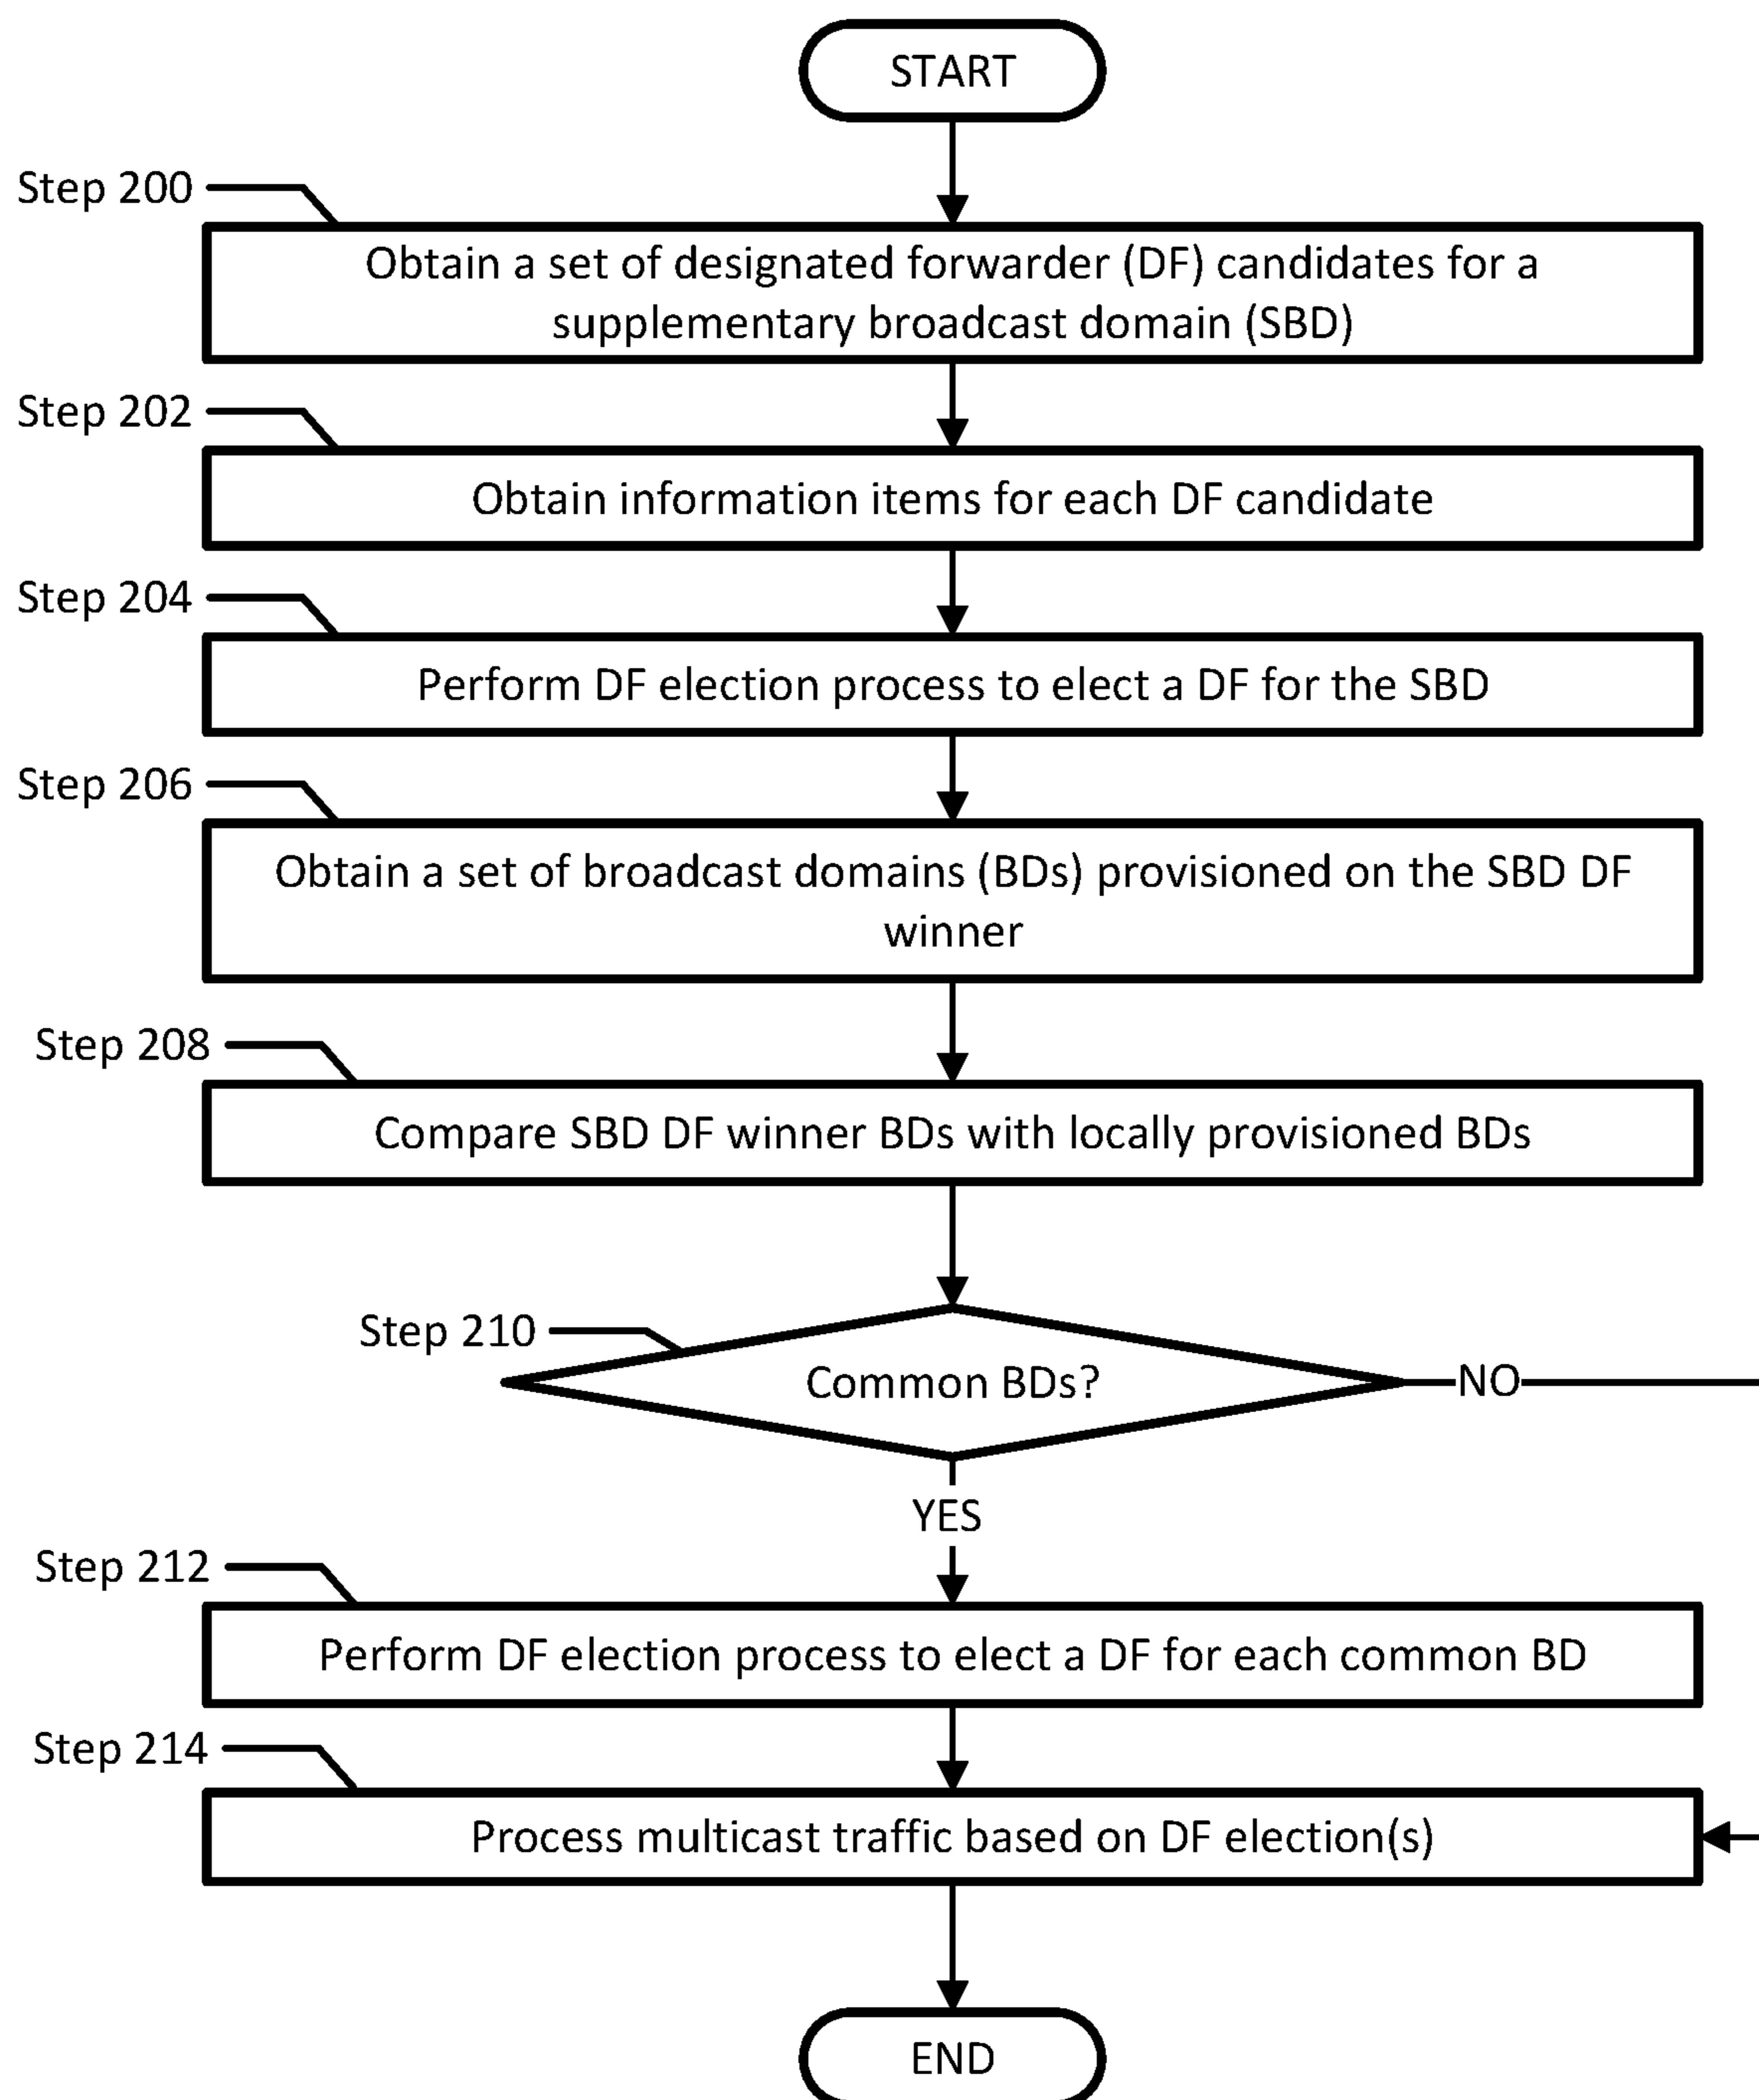 START
Step 200
Obtain a set of designated forwarder (DF) candidates for a
supplementary broadcast domain (SBD)
Step 202
Obtain information items for each DF candidate
Step 204
Perform DF election process to elect a DF for the SBD
Step 206
Obtain a set of broadcast domains (BDs) provisioned on the SBD DF
winner
Step 208
Compare SBD DF winner BDs with locally provisioned BDs
Step 210
Common BDs?
NO
YES
Step 212
Perform DF election process to elect a DF for each common BD
Step 214
Process multicast traffic based on DF election(s)
END